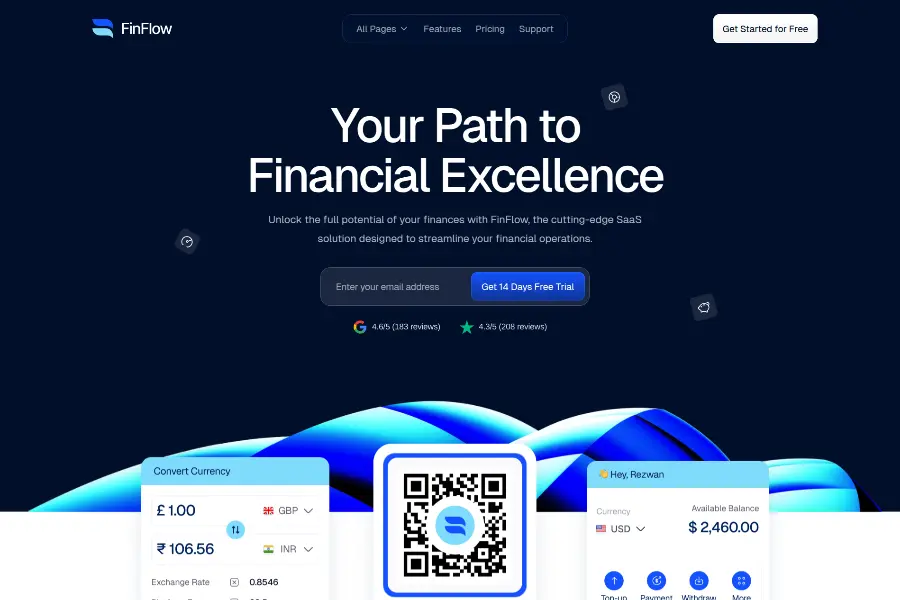 FinFlow
All Pages
Features
Pricing
Support
Get Started for Free
Your Path to
Financial Excellence
Unlock the full potential of your finances with FinFlow, the cutting-edge SaaS
solution designed to streamline your financial operations.
Enter your email address
Get 14 Days Free Trial
4.6/5 (183 reviews)
4.3/5 (208 reviews)
Convert Currency
£ 1.00
GBP
₹ 106.56
INR
Exchange Rate
0.8546
👋Hey, Rezwan
Currency
USD
Available Balance
$ 2,460.00
Top-up
Payment
Withdraw
More